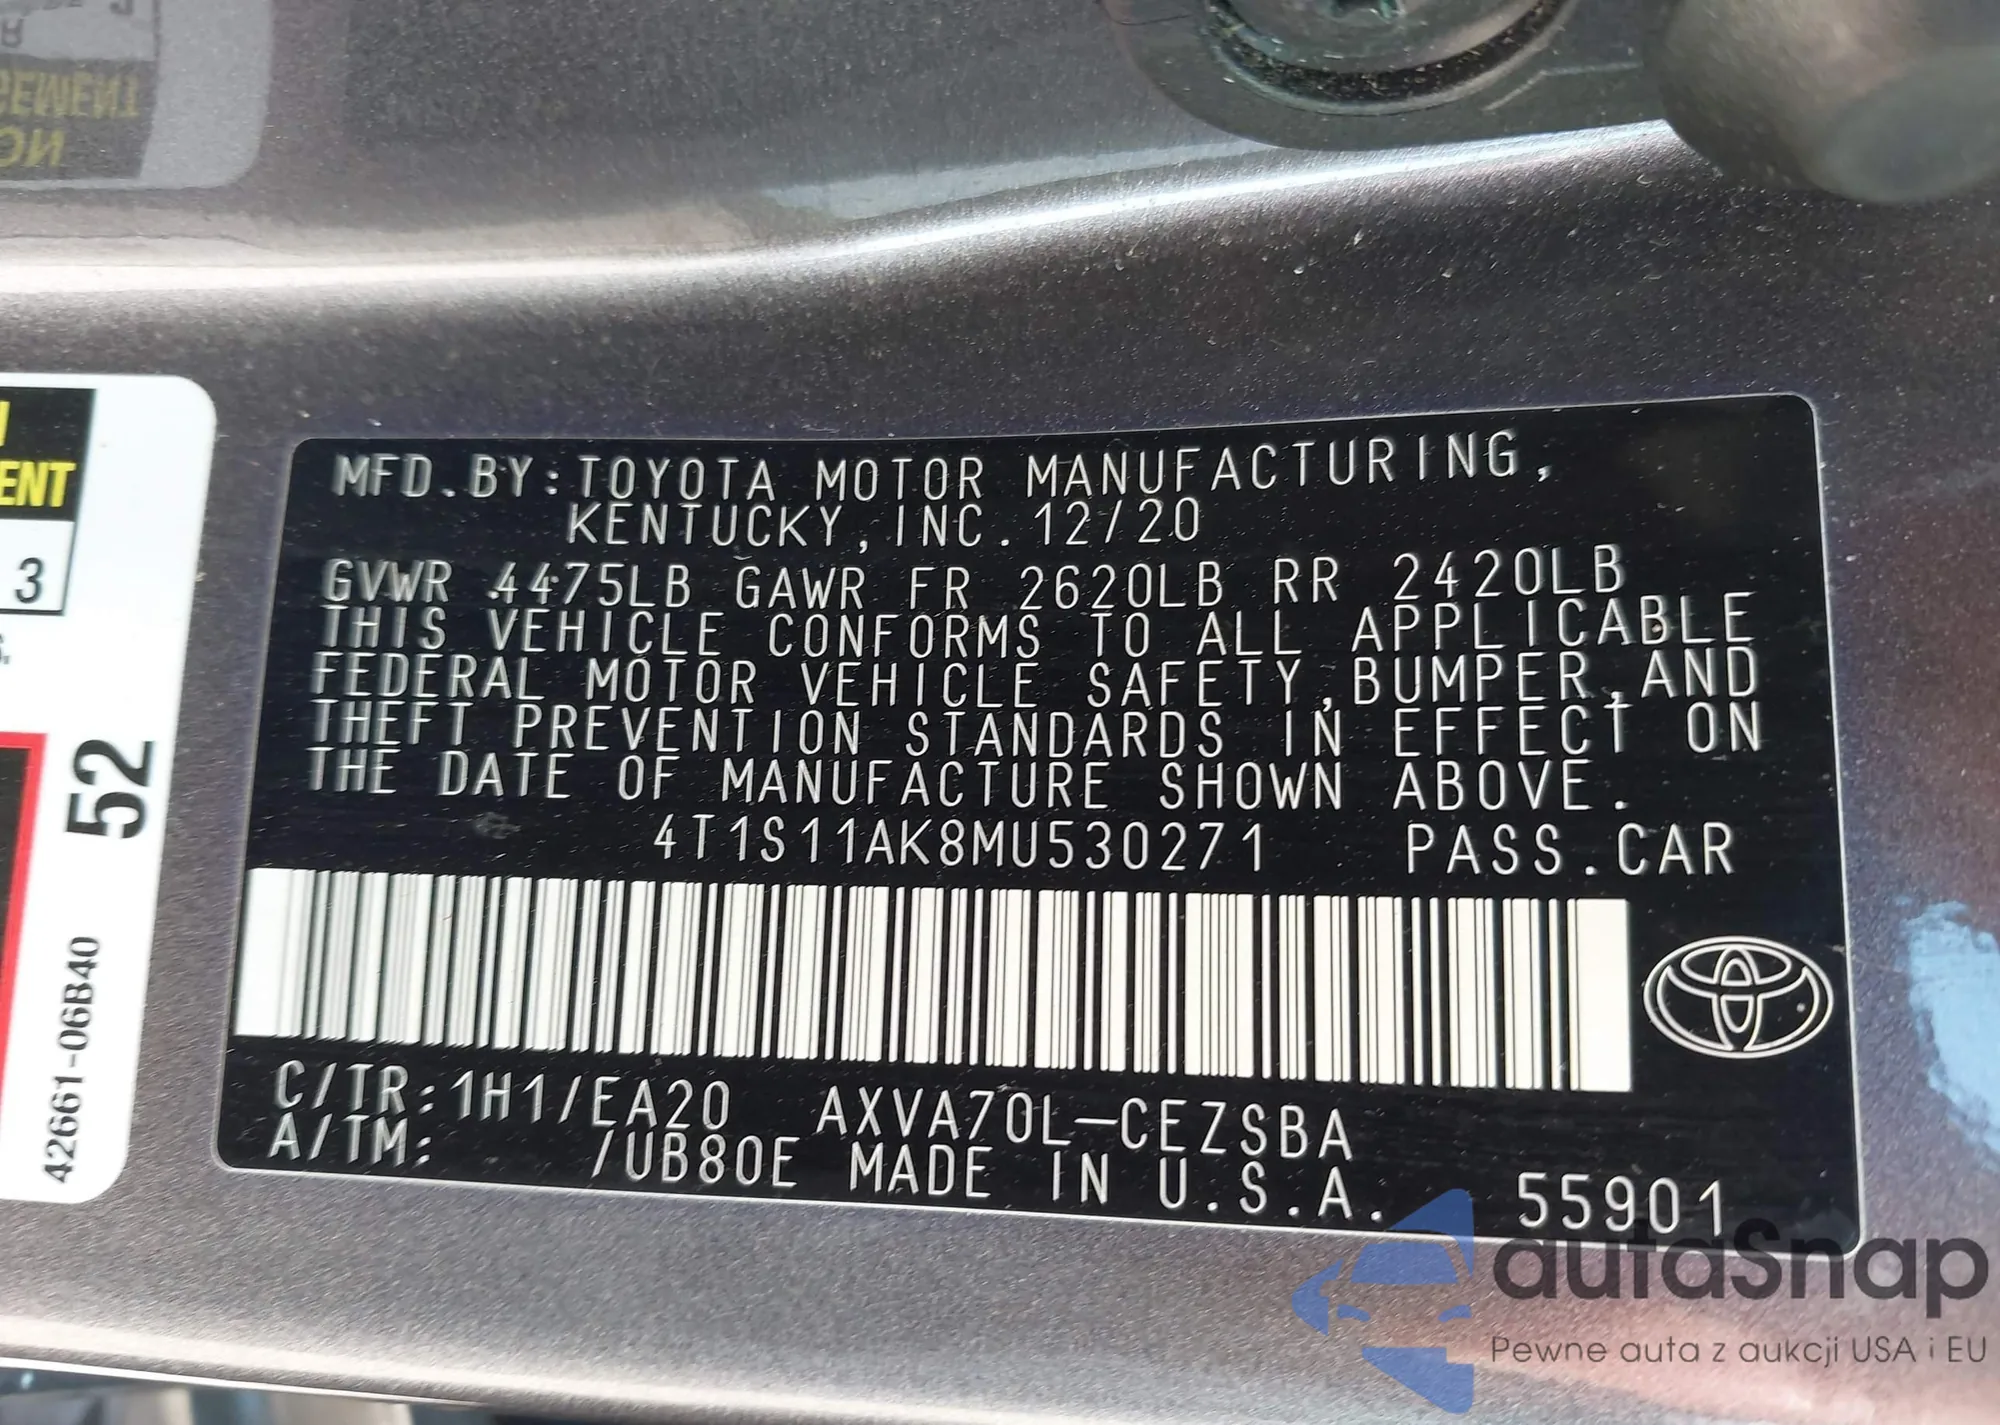 MFD.BY:TOYOTA MOTOR MANUFACTURING,
KENTUCKY,INC.12/20
GVWR 4475LB GAWR FR 2620LB RR 2420LB
THIS VEHICLE CONFORMS TO ALL APPLICABLE
FEDERAL MOTOR VEHICLE SAFETY,BUMPER,AND
THEFT PREVENTION STANDARDS IN EFFECT ON
THE DATE OF MANUFACTURE SHOWN ABOVE.
4T1S11AK8MU530271 PASS.CAR
C/TR:1H1/EA20 AXVA70L-CEZSBA
A/TM: /UB80E MADE IN U.S.A. 55901
ENT
3
52
42661-06B40
autaSnap
Pewne auta z aukcji USA i EU